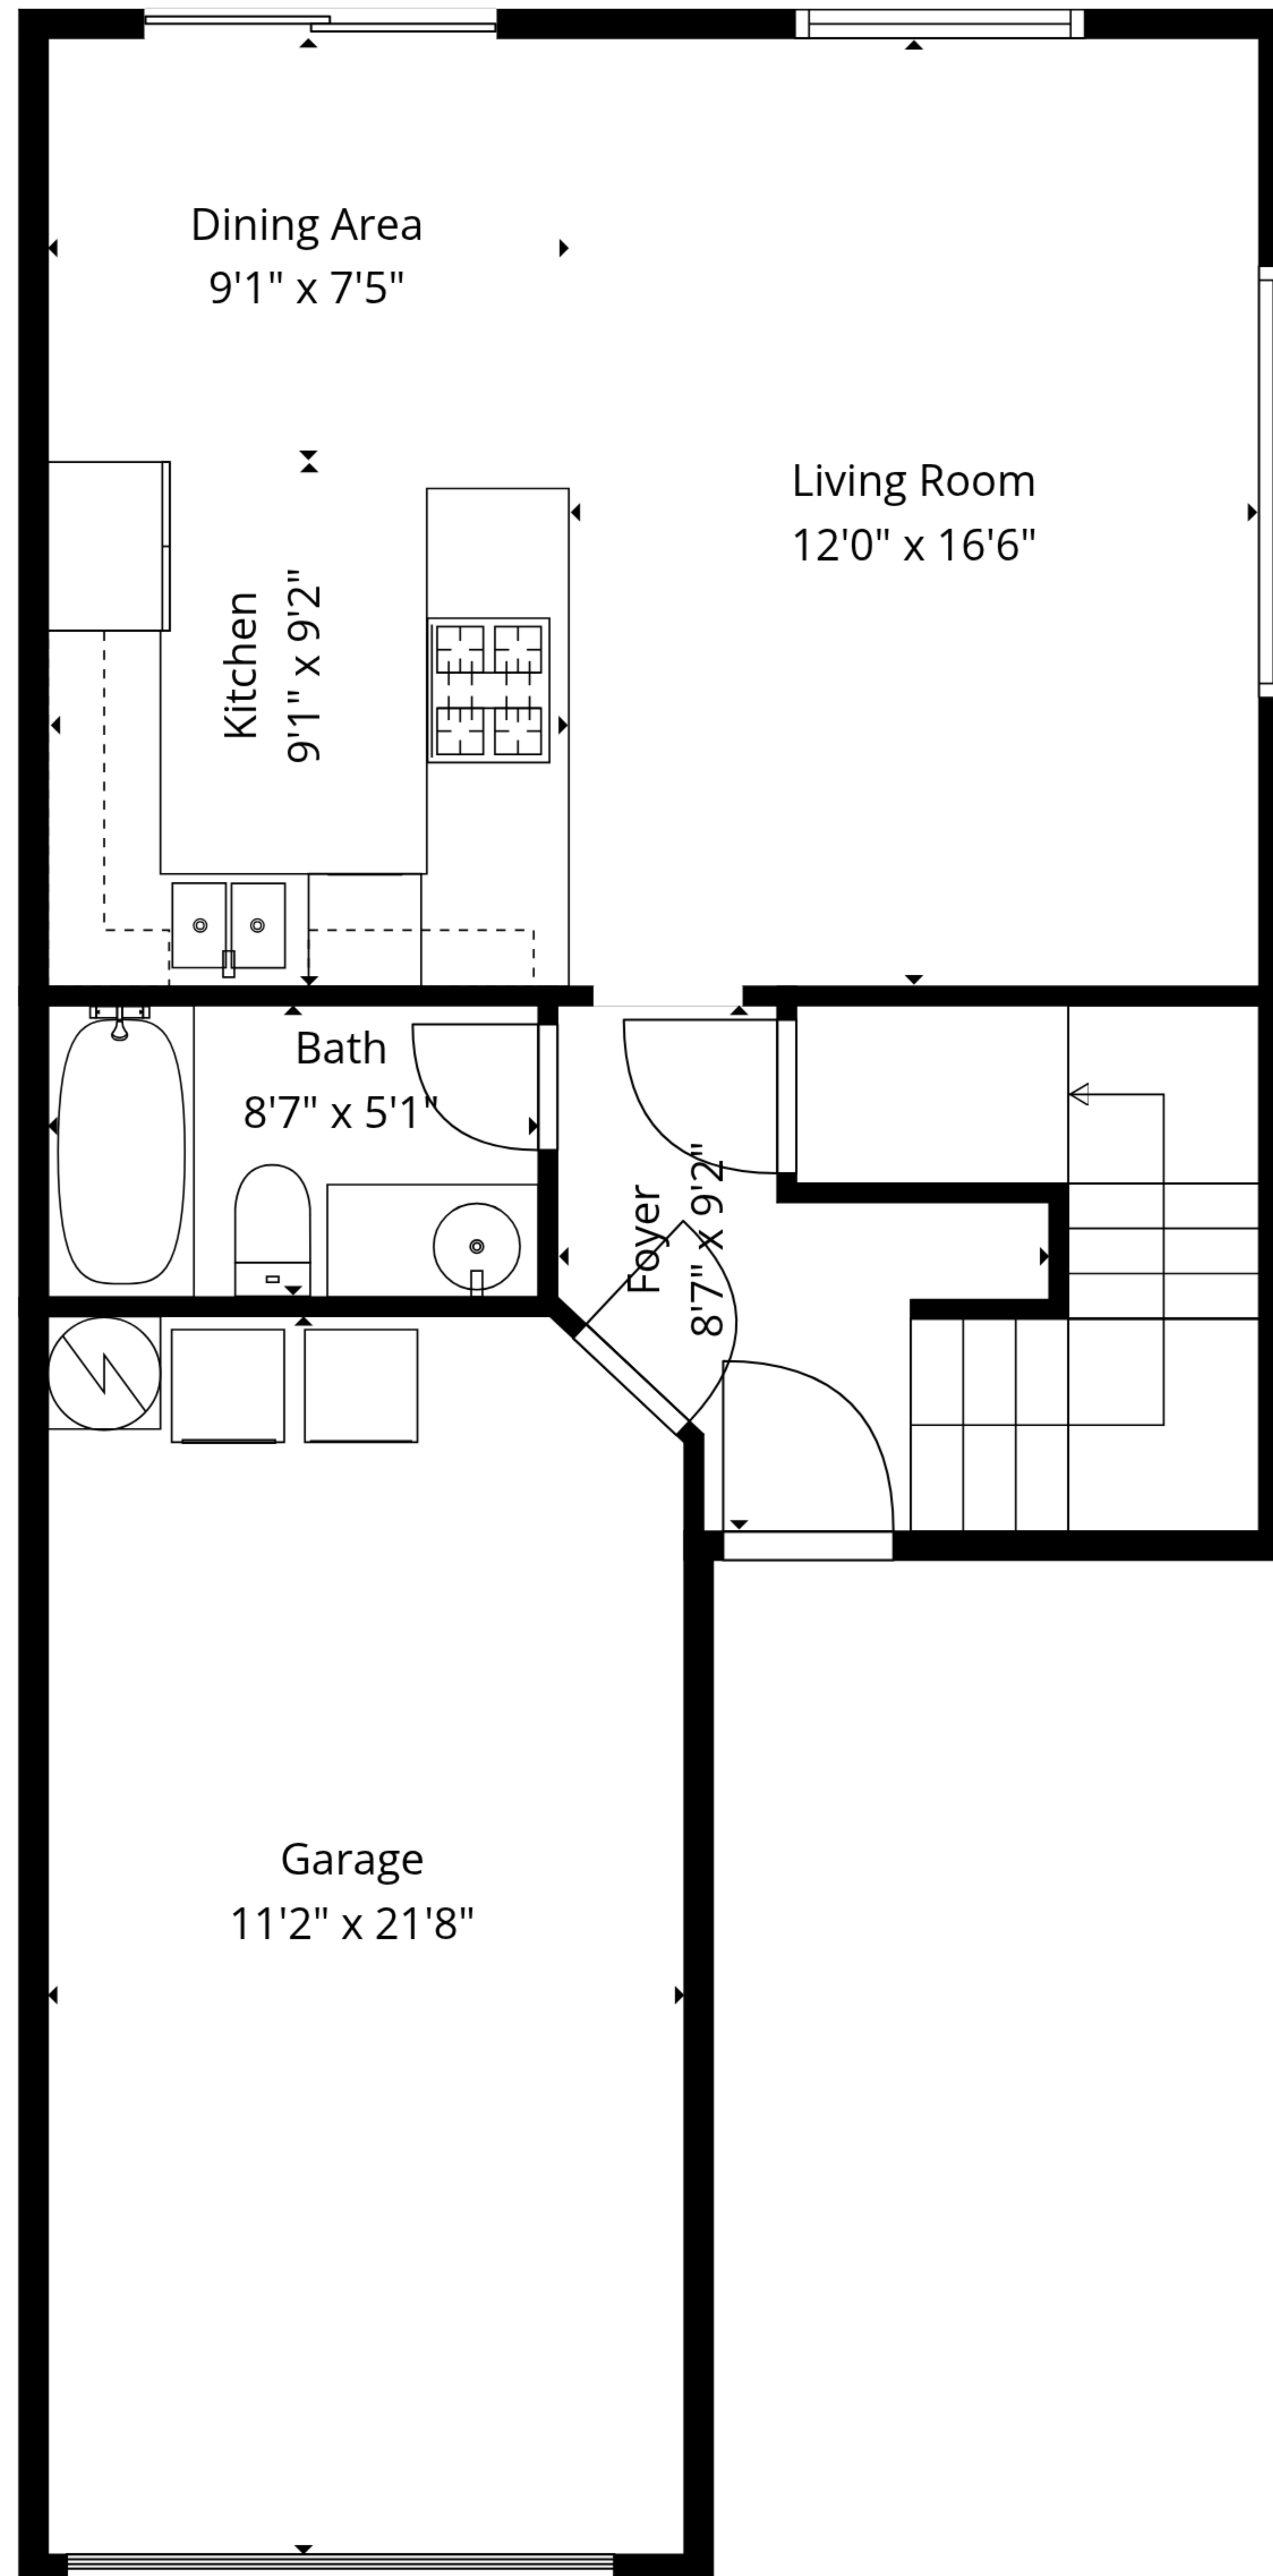 Dining Area
9'1" x 7'5"
Living Room
12'0" x 16'6"
Kitchen
9'1" x 9'2"
Bath
8'7" x 5'1"
Foyer
8'7" x 9'2"
Garage
11'2" x 21'8"